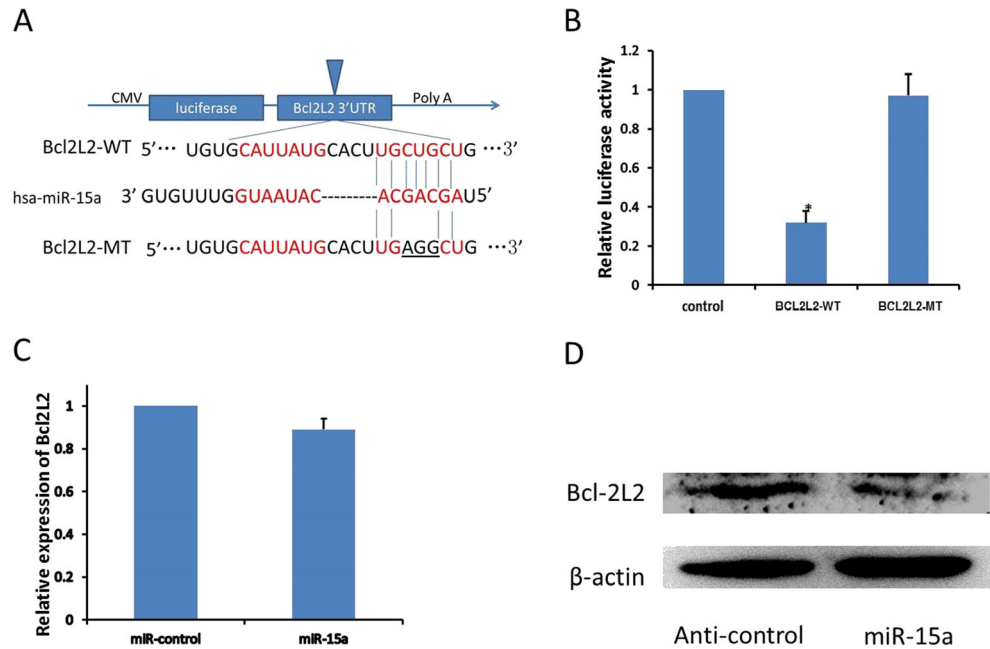 A
CMV luciferase Bcl2L2 3'UTR Poly A
Bcl2L2-WT 5'··· UGUGCAUUAUGCACUUGCUGCUG ···3'
hsa-miR-15a 3' GUGUUUGGUAAUAC--------ACGACGAU5'
Bcl2L2-MT 5'··· UGUGCAUUAUGCACUUGAGGCUG ···3'
B
Relative luciferase activity
1.2
1
0.8
0.6
0.4
0.2
0
*
control BCL2L2-WT BCL2L2-MT
C
Relative expression of Bcl2L2
1
0.8
0.6
0.4
0.2
0
miR-control miR-15a
D
Bcl-2L2
β-actin
Anti-control miR-15a